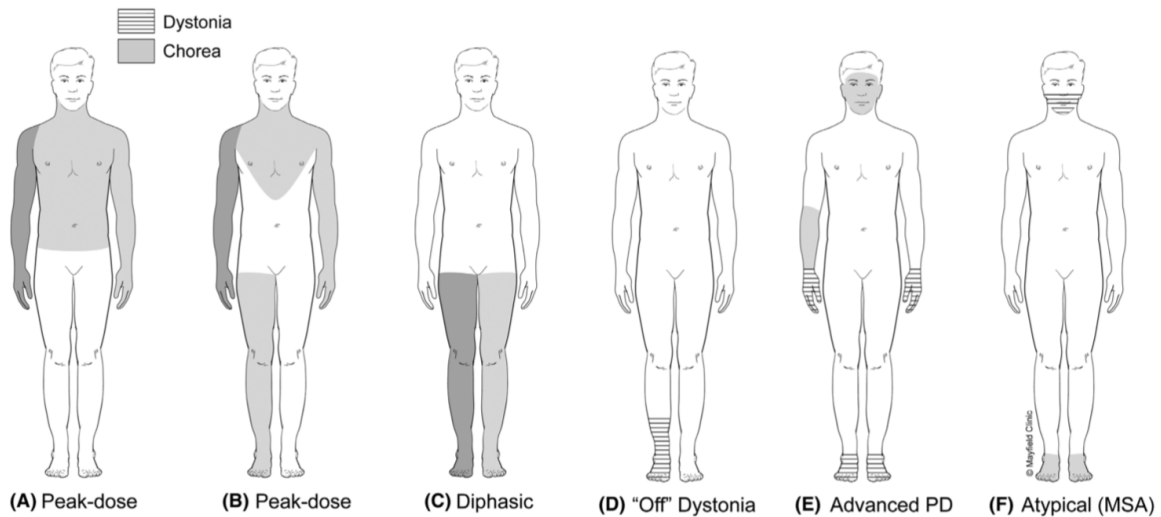 Dystonia
Chorea
(A) Peak-dose
(B) Peak-dose
(C) Diphasic
(D) “Off” Dystonia
(E) Advanced PD
(F) Atypical (MSA)
© Mayfield Clinic